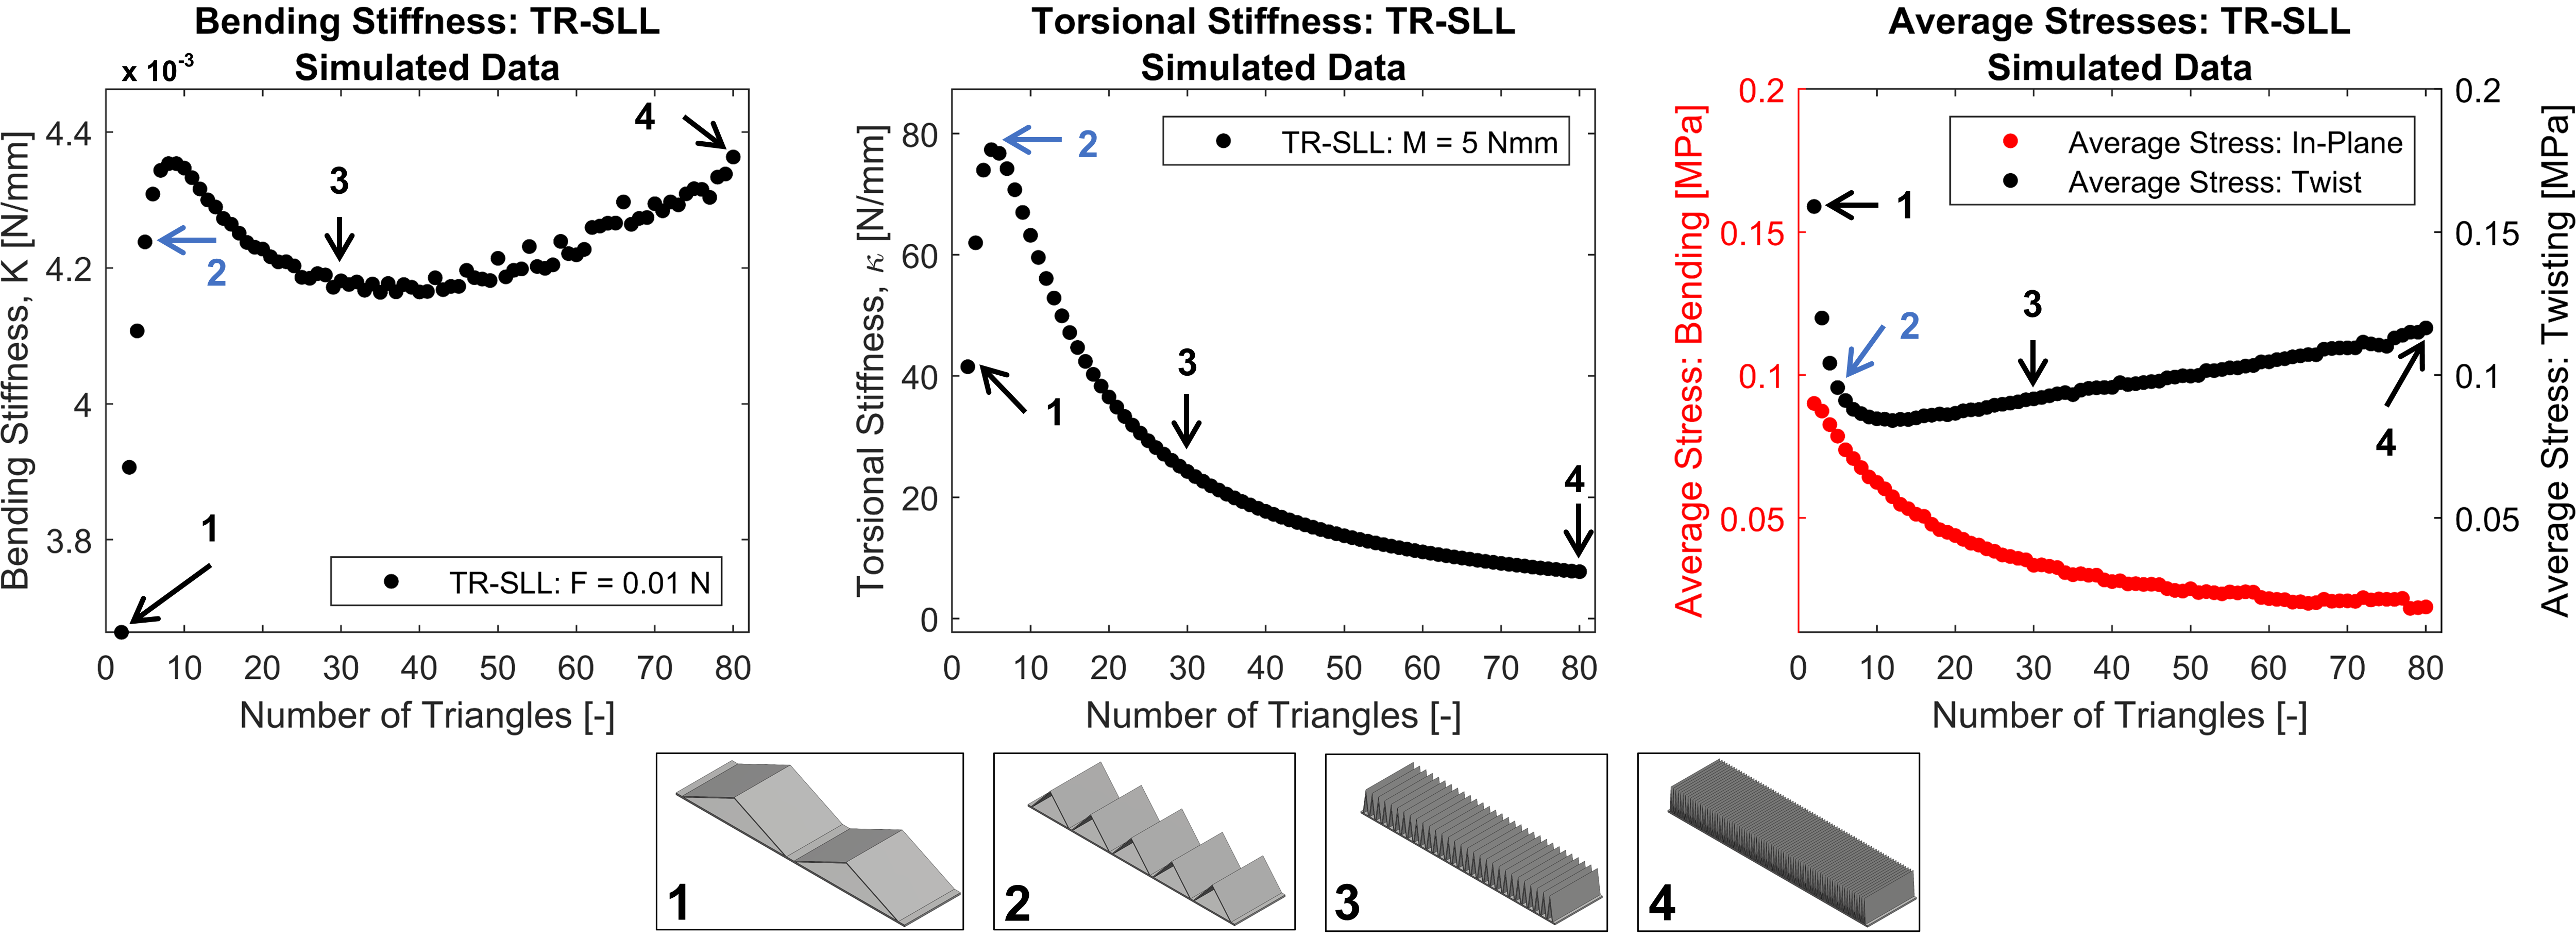 Bending Stiffness: TR-SLL
Simulated Data
x 10-3
Bending Stiffness, K [N/mm]
4.4
4.2
4
3.8
1
2
3
4
TR-SLL: F = 0.01 N
0 10 20 30 40 50 60 70 80
Number of Triangles [-]
Torsional Stiffness: TR-SLL
Simulated Data
Torsional Stiffness, κ [N/mm]
80
60
40
20
0
1
2
3
4
TR-SLL: M = 5 Nmm
0 10 20 30 40 50 60 70 80
Number of Triangles [-]
Average Stresses: TR-SLL
Simulated Data
Average Stress: Bending [MPa]
0.2
0.15
0.1
0.05
Average Stress: In-Plane
Average Stress: Twist
1
2
3
4
0.2
0.15
0.1
0.05
Average Stress: Twisting [MPa]
0 10 20 30 40 50 60 70 80
Number of Triangles [-]
1
2
3
4